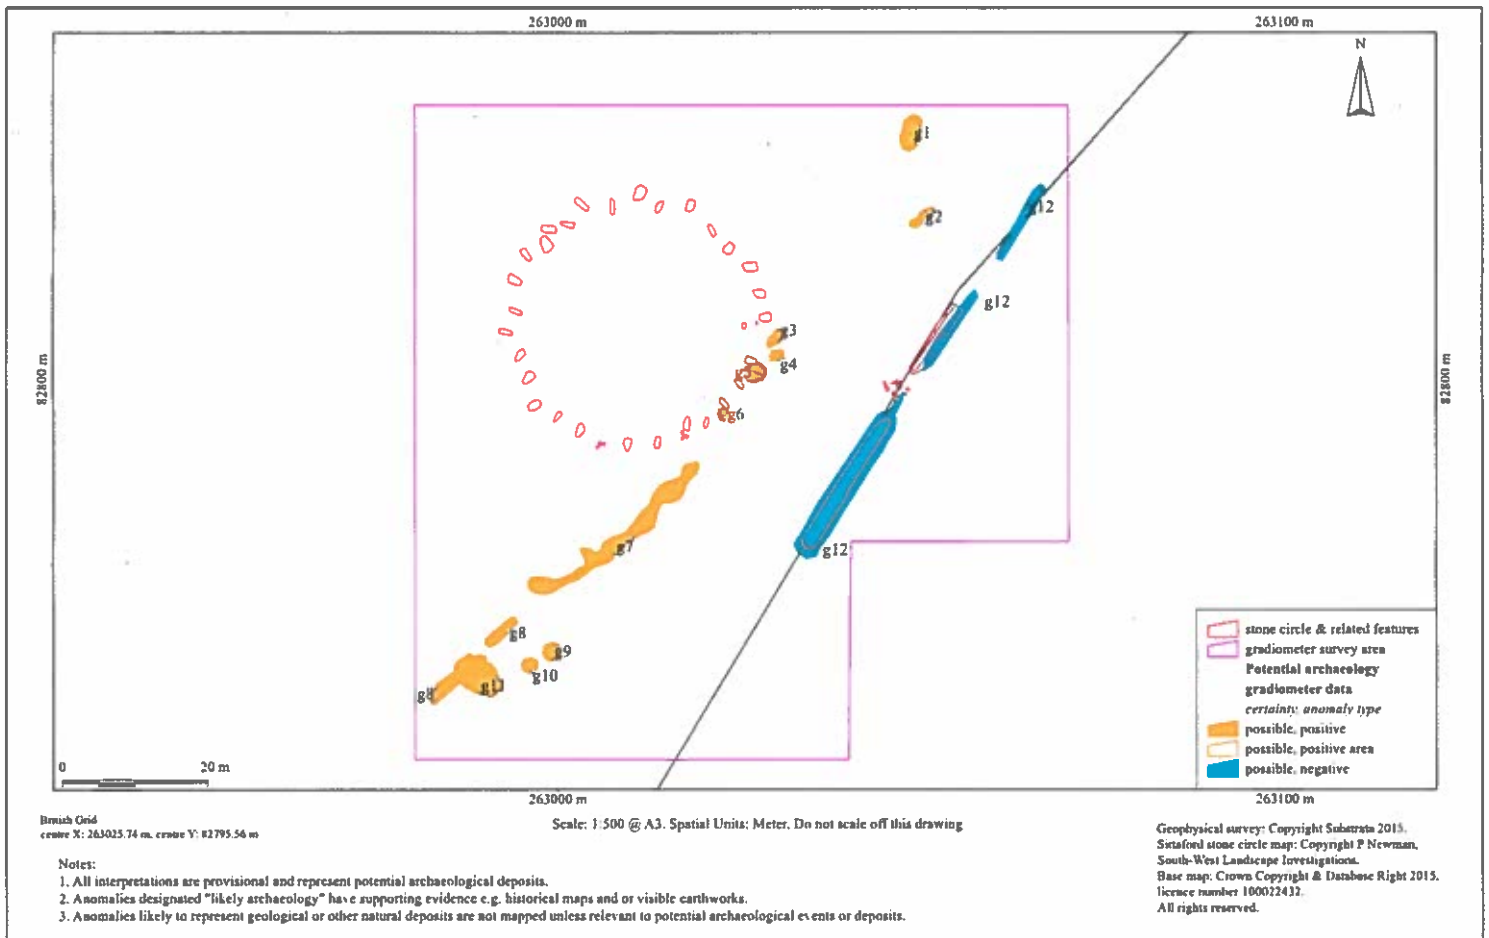 263000 m
263100 m
N
g1
g2
g12
g12
g3
g4
g6
82800 m
82800 m
g7
g12
g8
g9
g10
g11
g8
stone circle & related features
gradiometer survey area
Potential archaeology
gradiometer data
certainty, anomaly type
possible, positive
possible, positive area
possible, negative
0 20 m
263000 m
263100 m
British Grid
centre X: 263025.74 m, centre Y: 82795.56 m
Scale: 1:500 @ A3. Spatial Units: Meter. Do not scale off this drawing
Notes:
1. All interpretations are provisional and represent potential archaeological deposits.
2. Anomalies designated "likely archaeology" have supporting evidence e.g. historical maps and or visible earthworks.
3. Anomalies likely to represent geological or other natural deposits are not mapped unless relevant to potential archaeological events or deposits.
Geophysical survey: Copyright Substrata 2015.
Sittaford stone circle map: Copyright P Newman,
South-West Landscape Investigations.
Base map: Crown Copyright & Database Right 2015.
licence number 100022432.
All rights reserved.